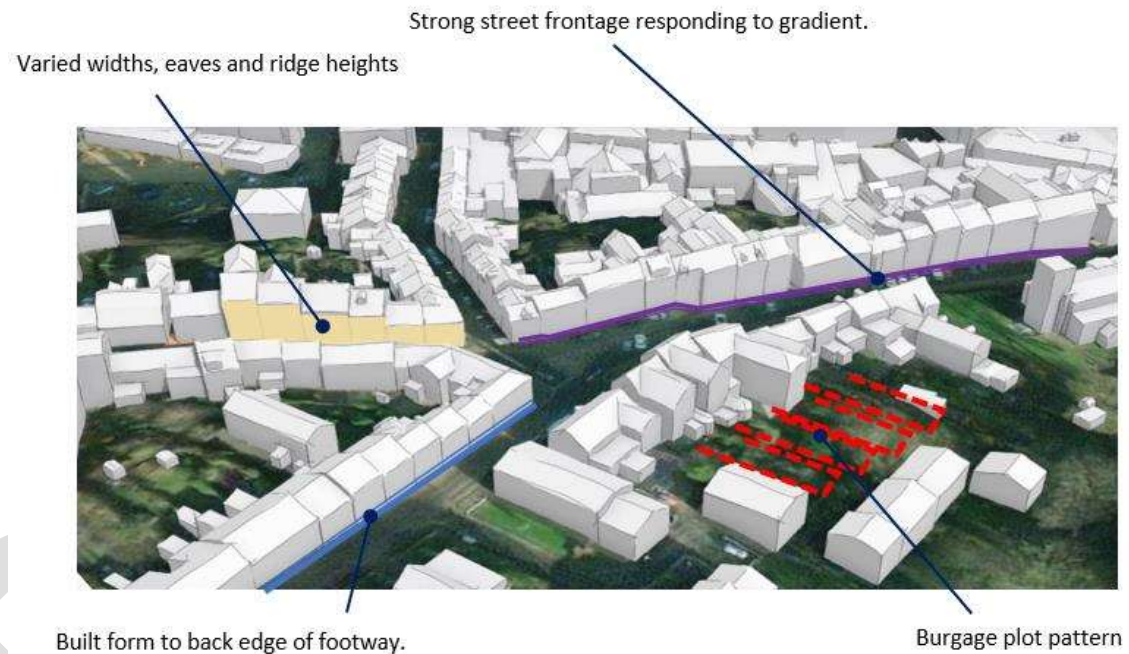 Strong street frontage responding to gradient.
Varied widths, eaves and ridge heights
Built form to back edge of footway.
Burgage plot pattern